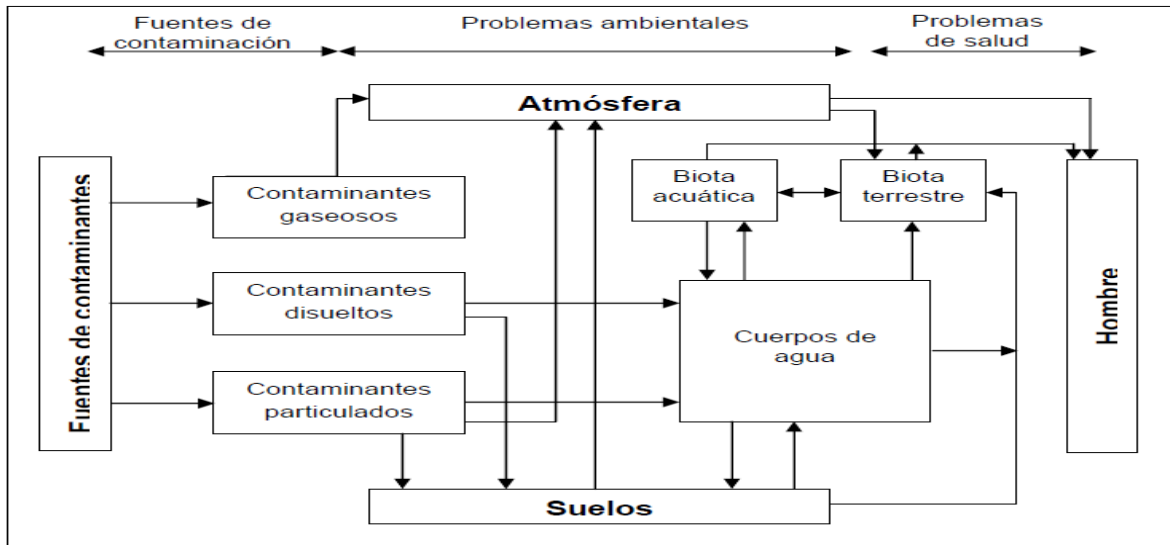 Fuentes de
contaminación
Problemas ambientales
Problemas
de salud
Atmósfera
Fuentes de contaminantes
Contaminantes
gaseosos
Biota
acuática
Biota
terrestre
Contaminantes
disueltos
Cuerpos de
agua
Contaminantes
particulados
Hombre
Suelos